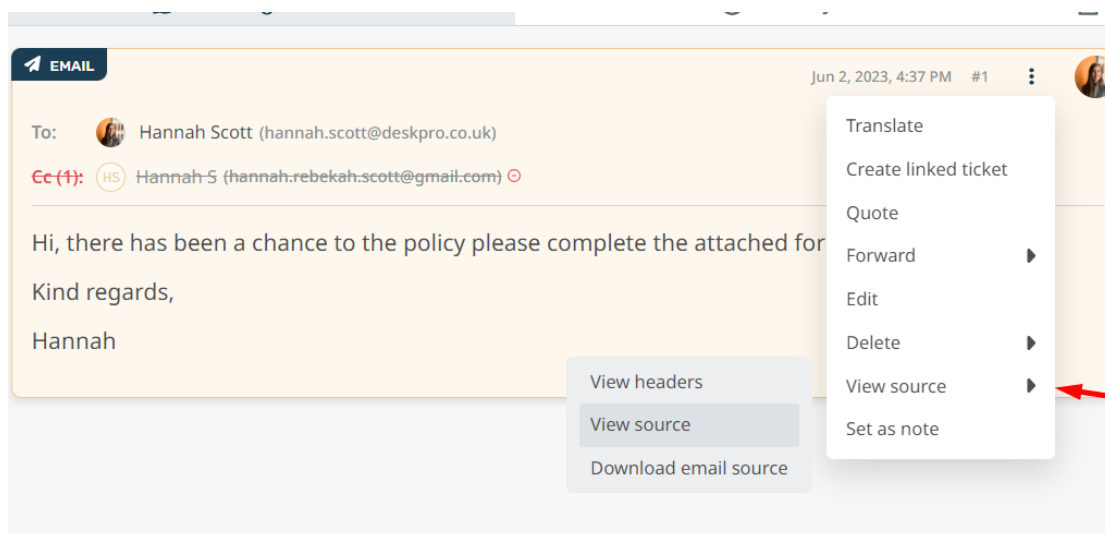 EMAIL
Jun 2, 2023, 4:37 PM #1
To: Hannah Scott (hannah.scott@deskpro.co.uk)
Cc (1): HS Hannah S (hannah.rebekah.scott@gmail.com)
Hi, there has been a chance to the policy please complete the attached for
Kind regards,
Hannah
Translate
Create linked ticket
Quote
Forward
Edit
Delete
View source
Set as note
View headers
View source
Download email source